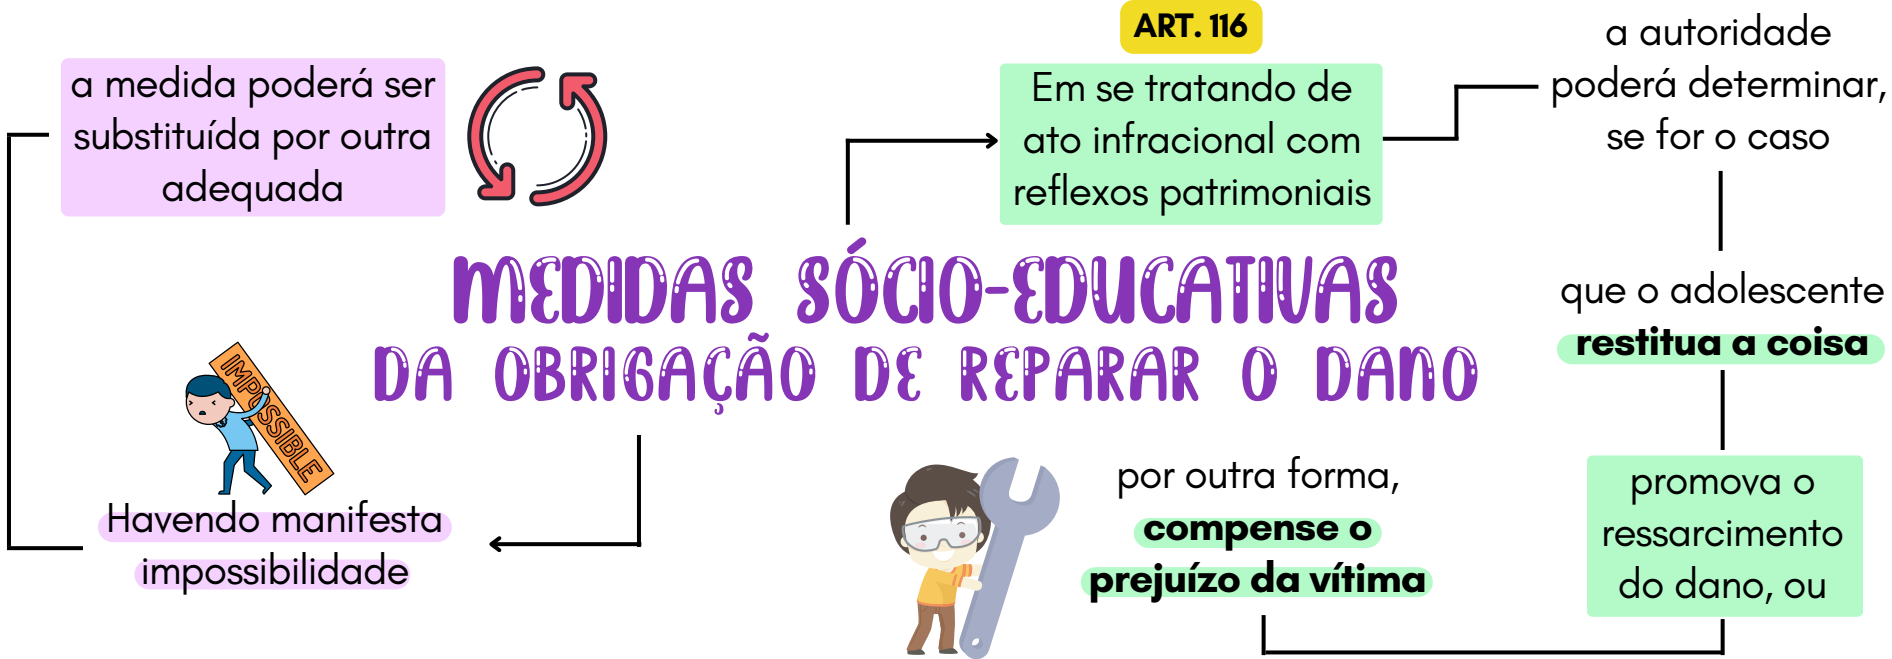 MEDIDAS SÓCIO-EDUCATIVAS
DA OBRIGAÇÃO DE REPARAR O DANO
ART. 116
Em se tratando de
ato infracional com
reflexos patrimoniais
a autoridade
poderá determinar,
se for o caso
que o adolescente
restitua a coisa
promova o
ressarcimento
do dano, ou
por outra forma,
compense o
prejuízo da vítima
Havendo manifesta
impossibilidade
IMPOSSIBLE
a medida poderá ser
substituída por outra
adequada